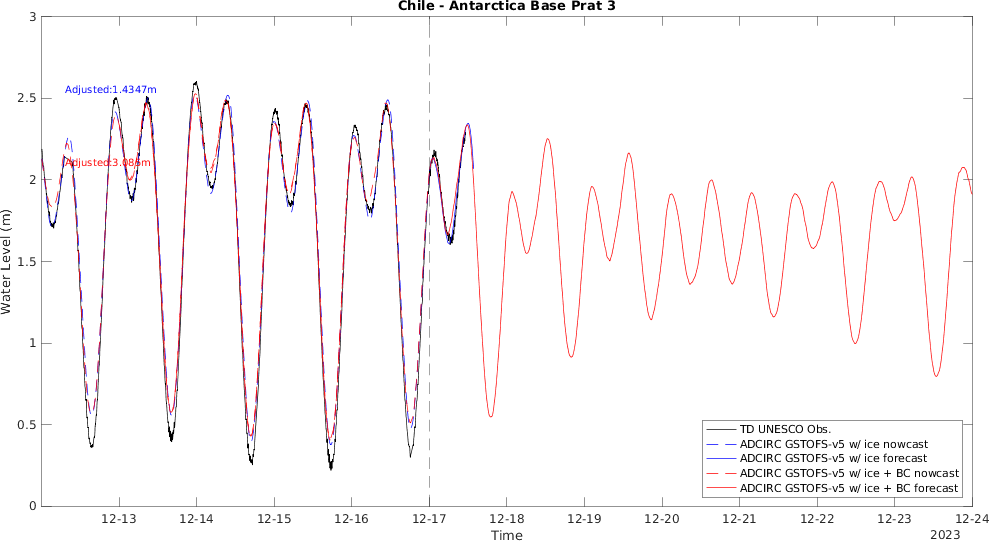 Chile - Antarctica Base Prat 3
Water Level (m)
3
2.5
2
1.5
1
0.5
0
Adjusted:1.4347m
Adjusted:3.086m
TD UNESCO Obs.
ADCIRC GSTOFS-v5 w/ ice nowcast
ADCIRC GSTOFS-v5 w/ ice forecast
ADCIRC GSTOFS-v5 w/ ice + BC nowcast
ADCIRC GSTOFS-v5 w/ ice + BC forecast
12-13 12-14 12-15 12-16 12-17 12-18 12-19 12-20 12-21 12-22 12-23 12-24
Time
2023